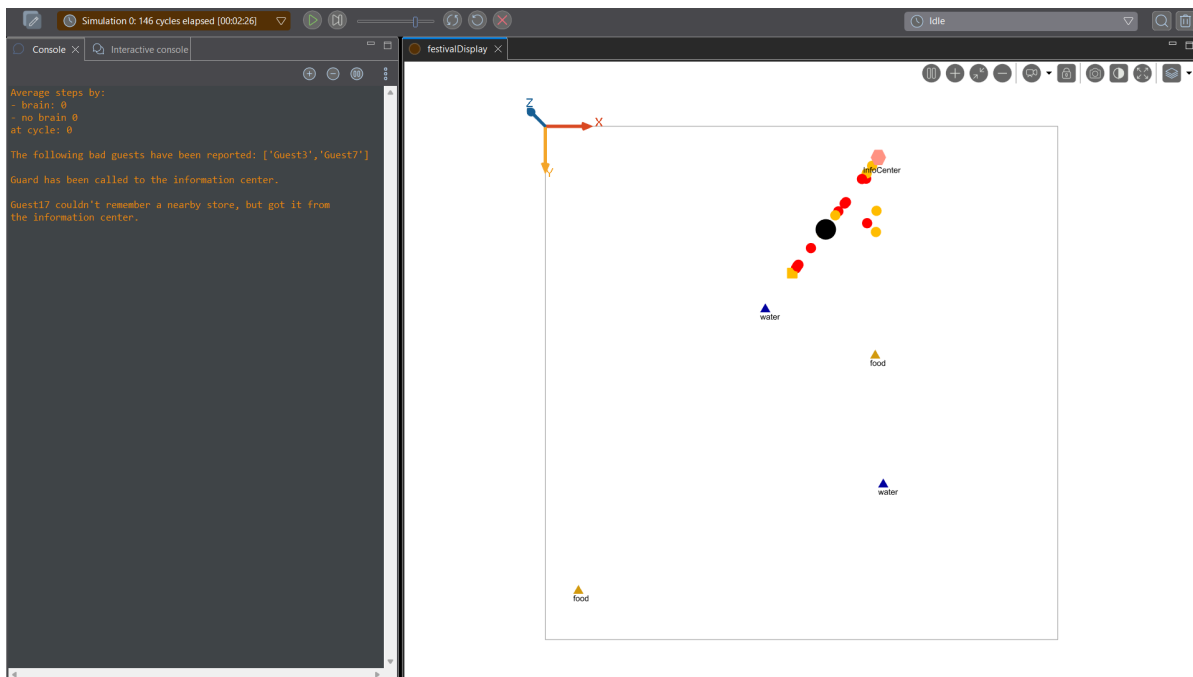 Simulation 0: 146 cycles elapsed [00:02:26]
Idle
Console
Interactive console
festivalDisplay
Average steps by:
- brain: 0
- no brain 0
at cycle: 0
The following bad guests have been reported: ['Guest3','Guest7']
Guard has been called to the information center.
Guest17 couldn't remember a nearby store, but got it from
the information center.
Z
X
Y
InfoCenter
water
food
water
food